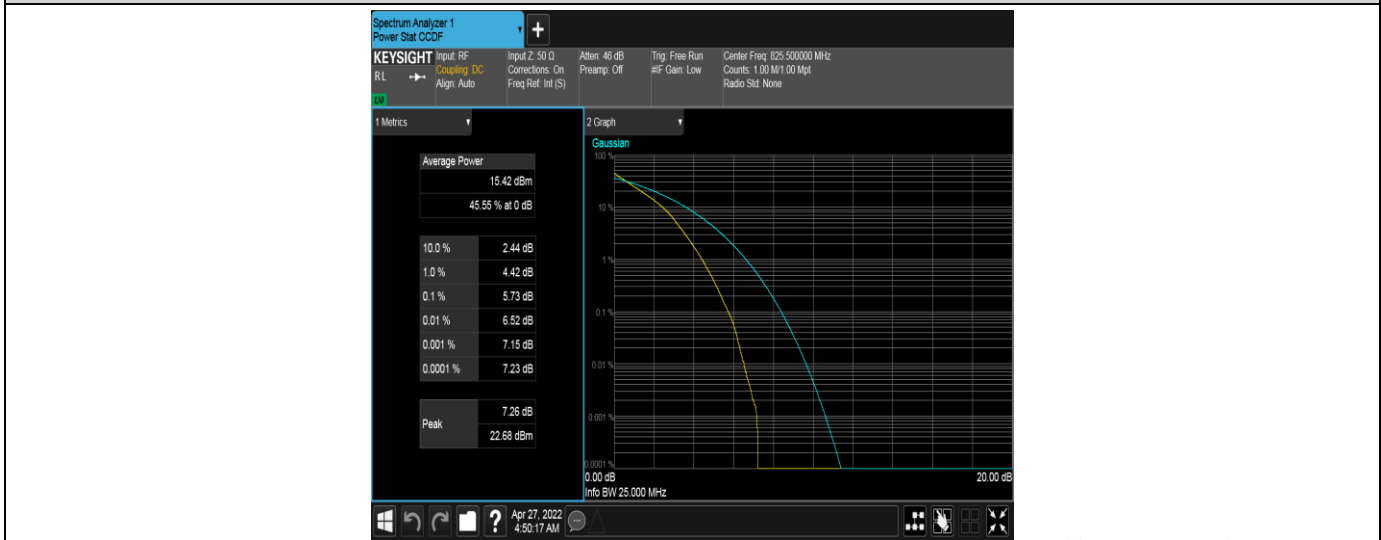 Spectrum Analyzer 1
Power Stat CCDF
+
KEYSIGHT
RL
LM
Input: RF
Coupling: DC
Align: Auto
Input Z: 50 Ω
Corrections: On
Freq Ref: Int (S)
Atten: 46 dB
Preamp: Off
Trig: Free Run
#IF Gain: Low
Center Freq: 825.500000 MHz
Counts: 1.00 M/1.00 Mpt
Radio Std: None
1 Metrics
Average Power
15.42 dBm
45.55 % at 0 dB
10.0 % 2.44 dB
1.0 % 4.42 dB
0.1 % 5.73 dB
0.01 % 6.52 dB
0.001 % 7.15 dB
0.0001 % 7.23 dB
Peak
7.26 dB
22.68 dBm
2 Graph
Gaussian
100 %
10 %
1 %
0.1 %
0.01 %
0.001 %
0.0001 %
0.00 dB 20.00 dB
Info BW 25.000 MHz
? Apr 27, 2022
4:50:17 AM